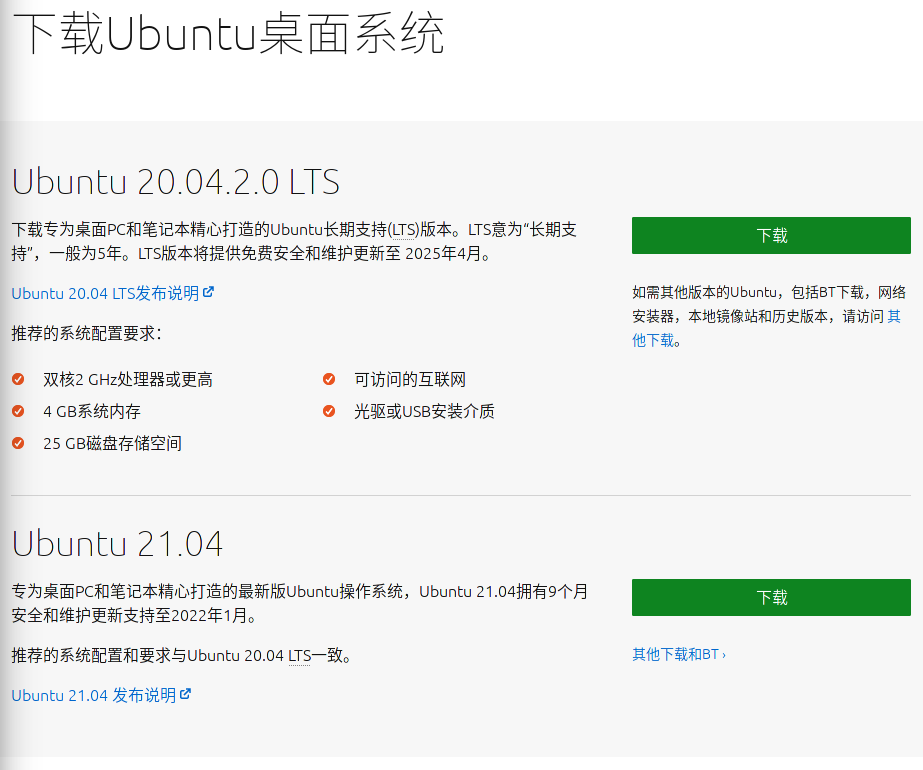 下载Ubuntu桌面系统
Ubuntu 20.04.2.0 LTS
下载专为桌面PC和笔记本精心打造的Ubuntu长期支持(LTS)版本。LTS意为“长期支
持”，一般为5年。LTS版本将提供免费安全和维护更新至 2025年4月。
Ubuntu 20.04 LTS发布说明
推荐的系统配置要求：
双核2 GHz处理器或更高
4 GB系统内存
25 GB磁盘存储空间
可访问的互联网
光驱或USB安装介质
下载
如需其他版本的Ubuntu，包括BT下载，网络
安装器，本地镜像站和历史版本，请访问 其
他下载。
Ubuntu 21.04
专为桌面PC和笔记本精心打造的最新版Ubuntu操作系统，Ubuntu 21.04拥有9个月
安全和维护更新支持至2022年1月。
推荐的系统配置和要求与Ubuntu 20.04 LTS一致。
Ubuntu 21.04 发布说明
下载
其他下载和BT ›